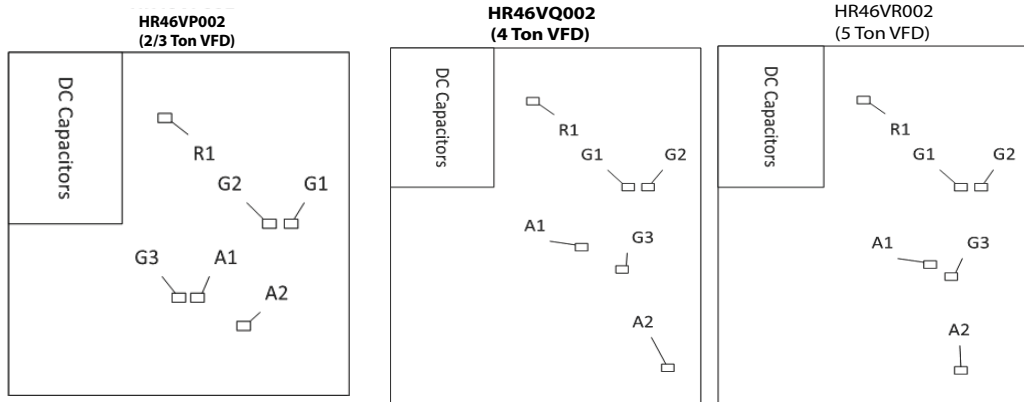 HR46VP002
(2/3 Ton VFD)
DC Capacitors
R1
G2
G1
G3
A1
A2
HR46VQ002
(4 Ton VFD)
DC Capacitors
R1
G1
G2
A1
G3
A2
HR46VR002
(5 Ton VFD)
DC Capacitors
R1
G1
G2
A1
G3
A2